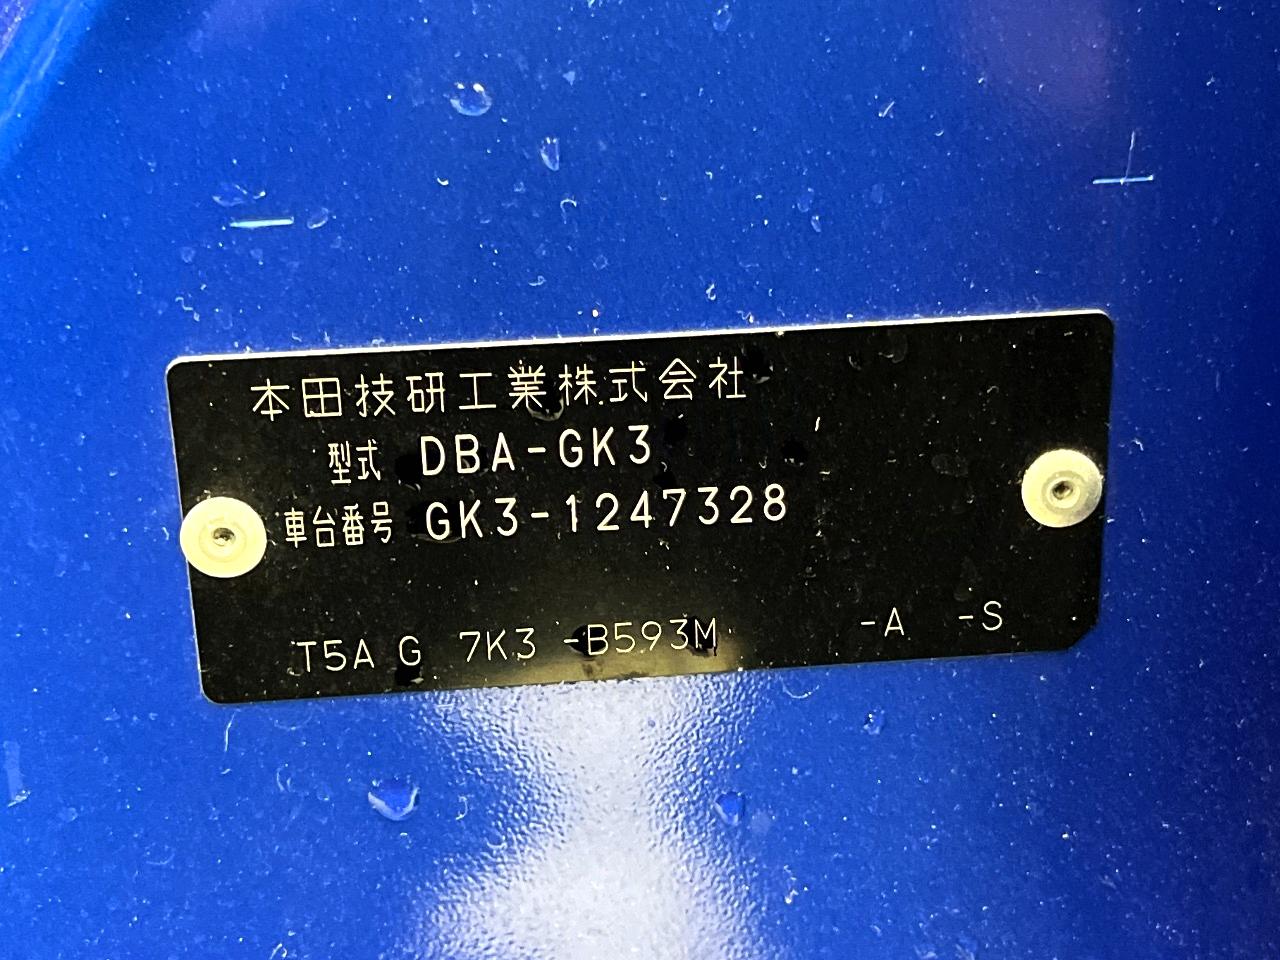 本田技研工業株式会社
型式 DBA-GK3
車台番号 GK3-1247328
T5A G 7K3 -B593M -A -S